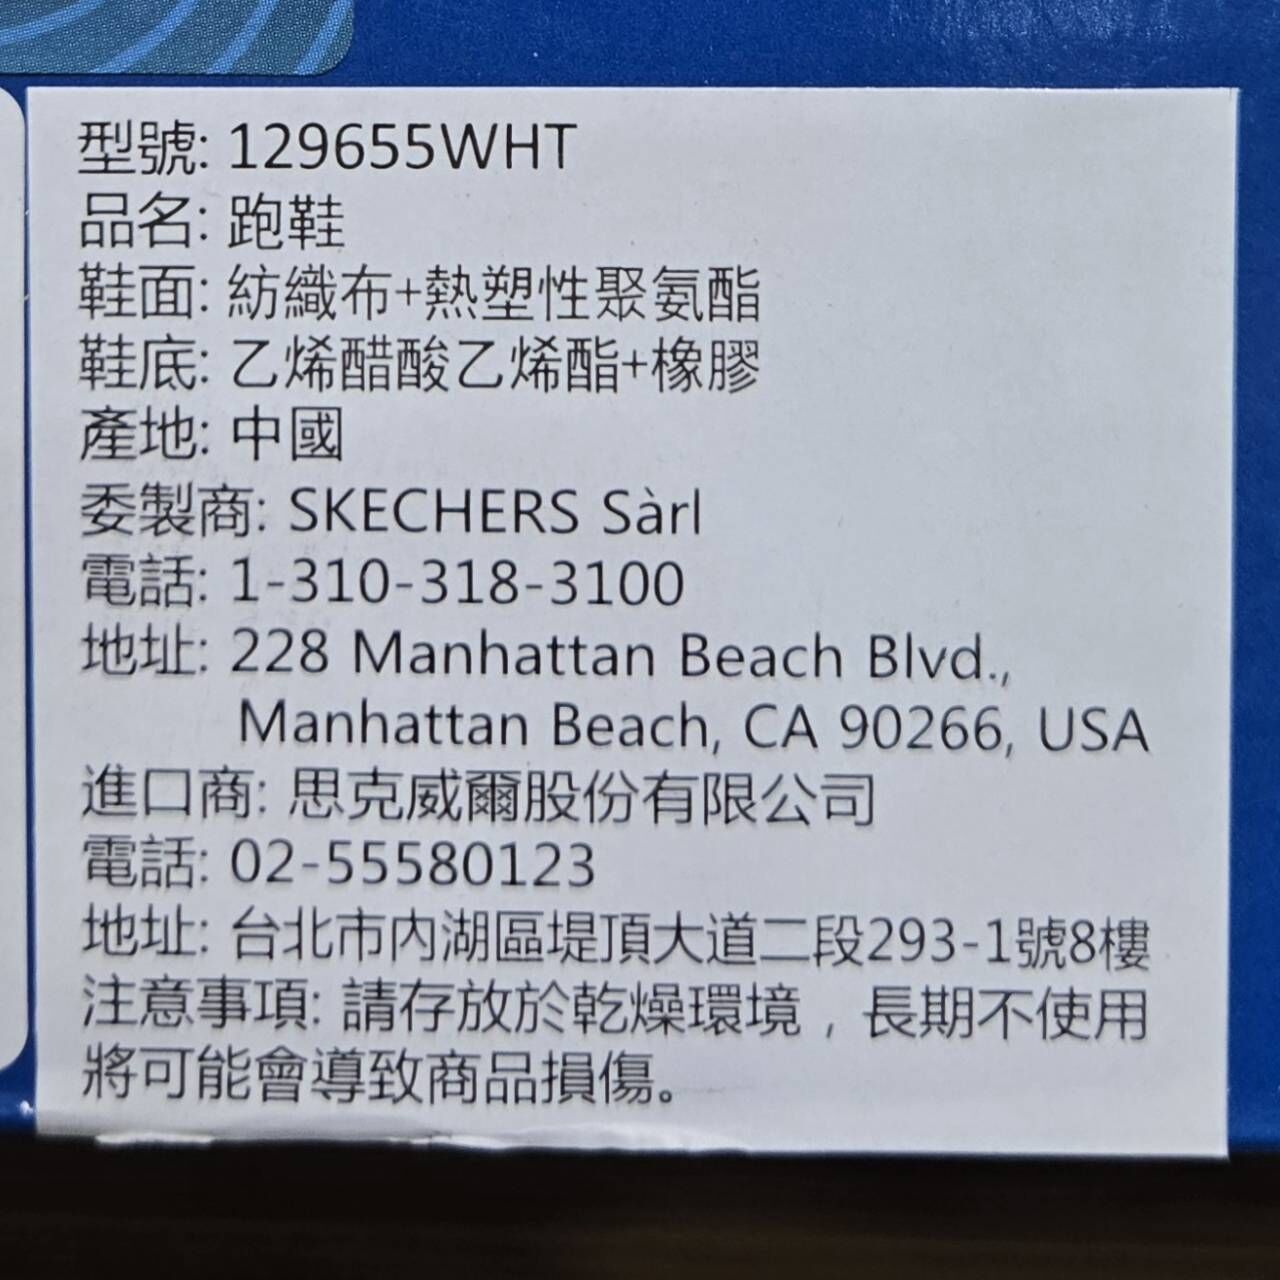 型號: 129655WHT
品名: 跑鞋
鞋面: 紡織布+熱塑性聚氨酯
鞋底: 乙烯醋酸乙烯酯+橡膠
產地: 中國
委製商: SKECHERS Sàrl
電話: 1-310-318-3100
地址: 228 Manhattan Beach Blvd.,
Manhattan Beach, CA 90266, USA
進口商: 思克威爾股份有限公司
電話: 02-55580123
地址: 台北市內湖區堤頂大道二段293-1號8樓
注意事項: 請存放於乾燥環境，長期不使用
將可能會導致商品損傷。